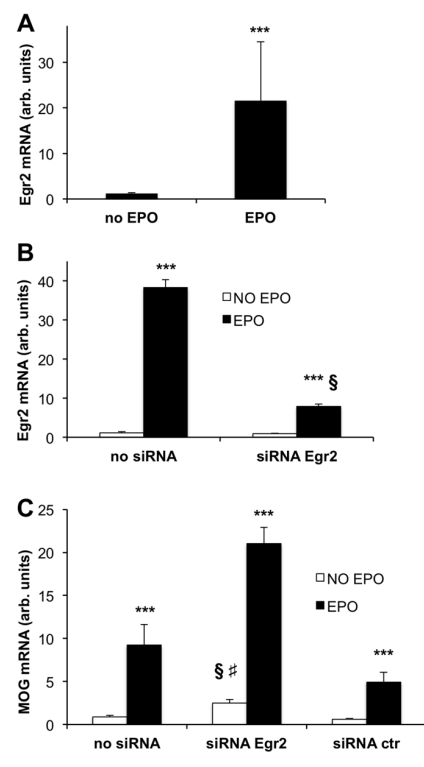 A
Egr2 mRNA (arb. units)
30
20
10
0
***
no EPO
EPO
B
Egr2 mRNA (arb. units)
40
30
20
10
0
***
NO EPO
EPO
*** §
no siRNA
siRNA Egr2
C
MOG mRNA (arb. units)
25
20
15
10
5
0
***
§ ♯
***
NO EPO
EPO
***
no siRNA
siRNA Egr2
siRNA ctr